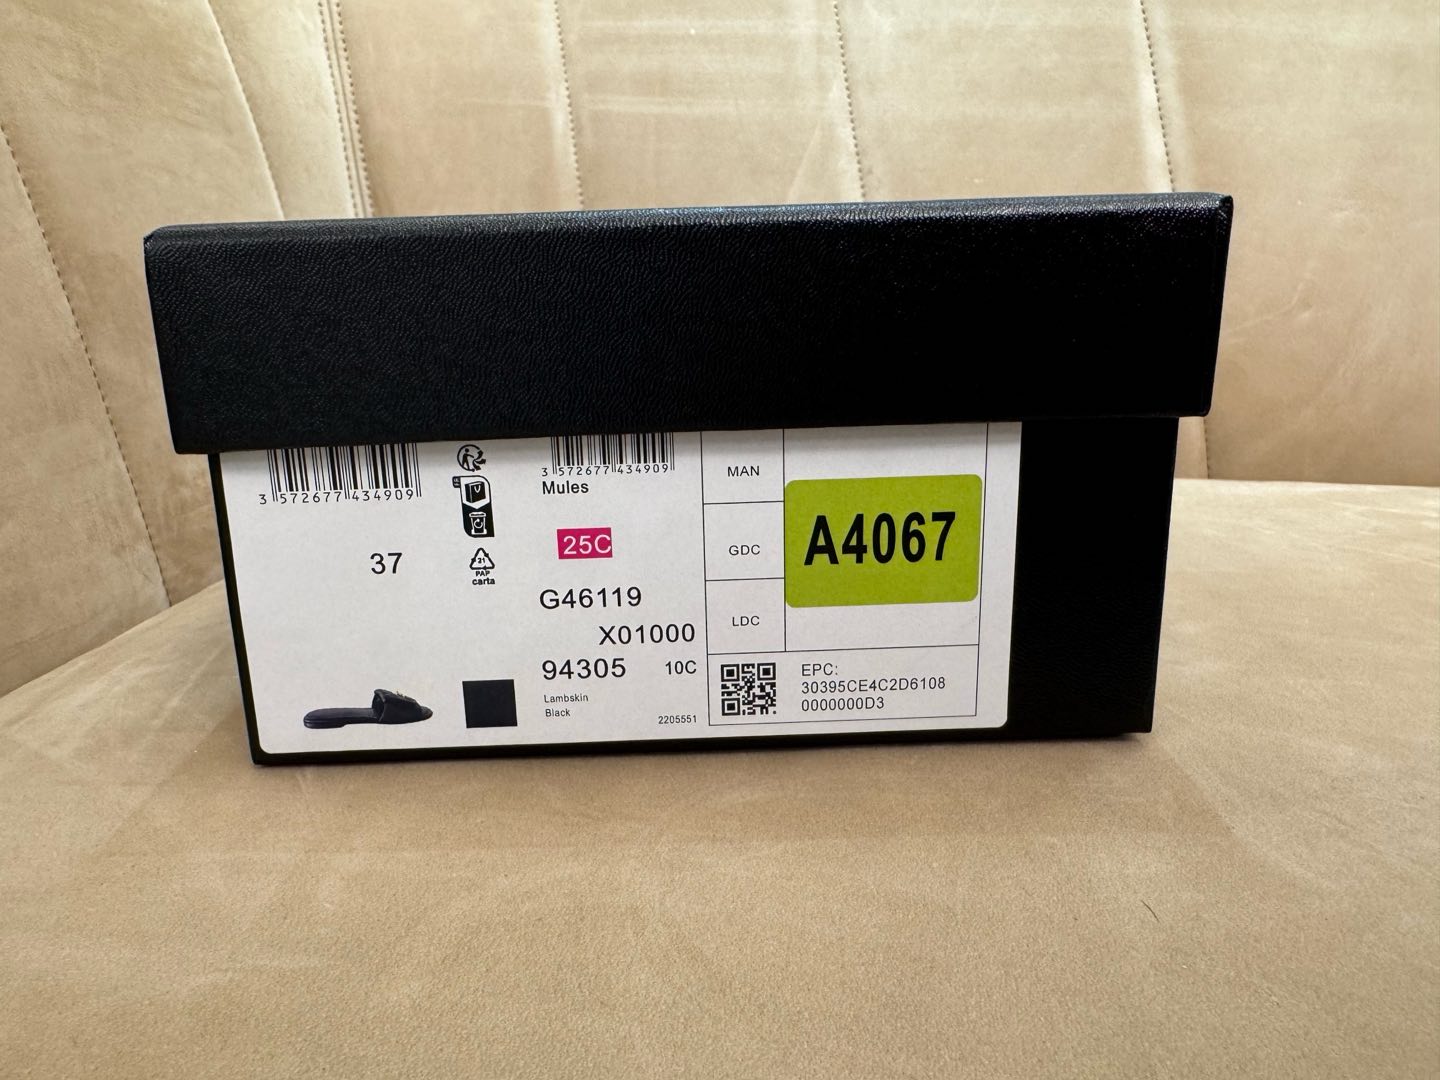 3 572677 434909
37
21
PAP
carta
3 572677 434909
Mules
25C
G46119
X01000
94305 10C
Lambskin
Black
2205551
MAN
GDC
LDC
A4067
EPC:
30395CE4C2D6108
0000000D3